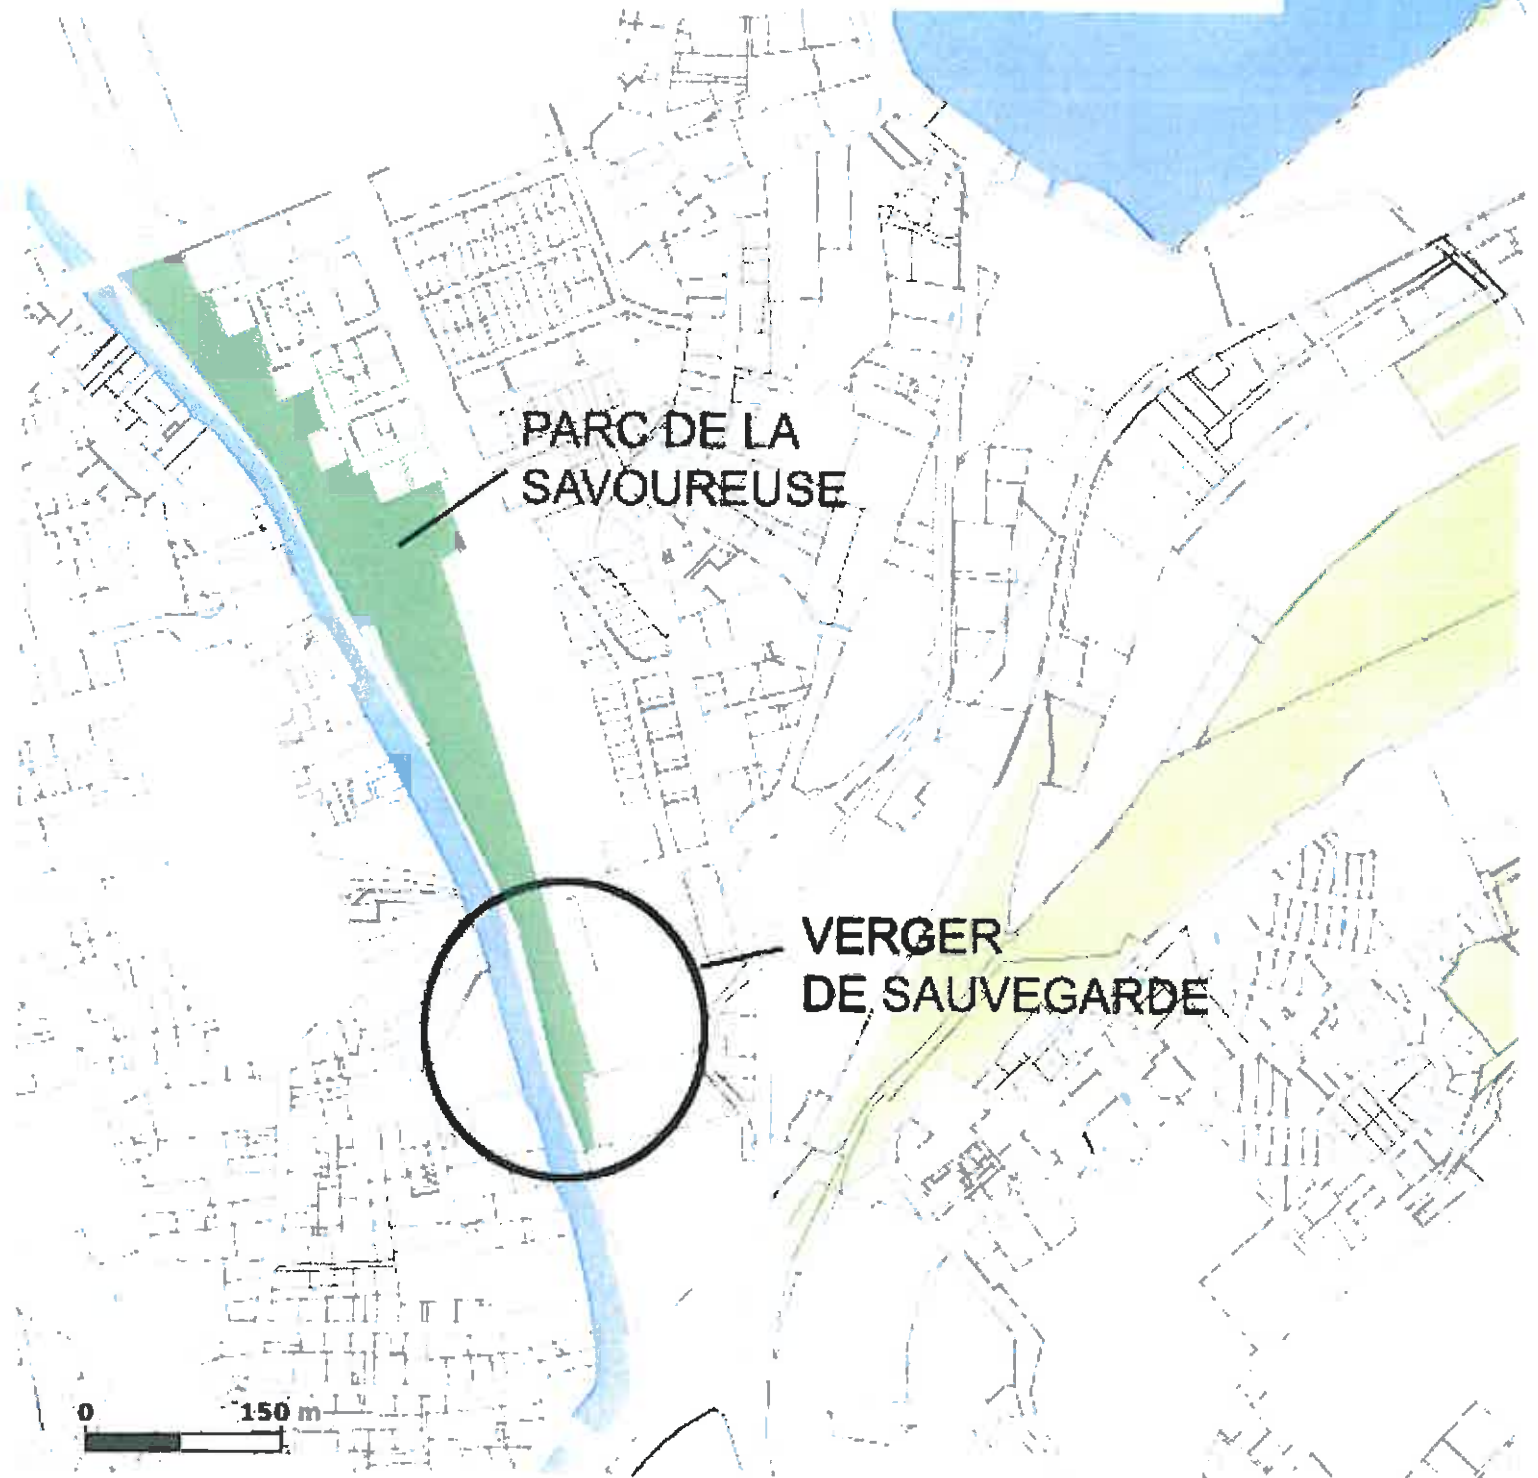 PARC DE LA
SAVOUREUSE
VERGER
DE SAUVEGARDE
0 150 m